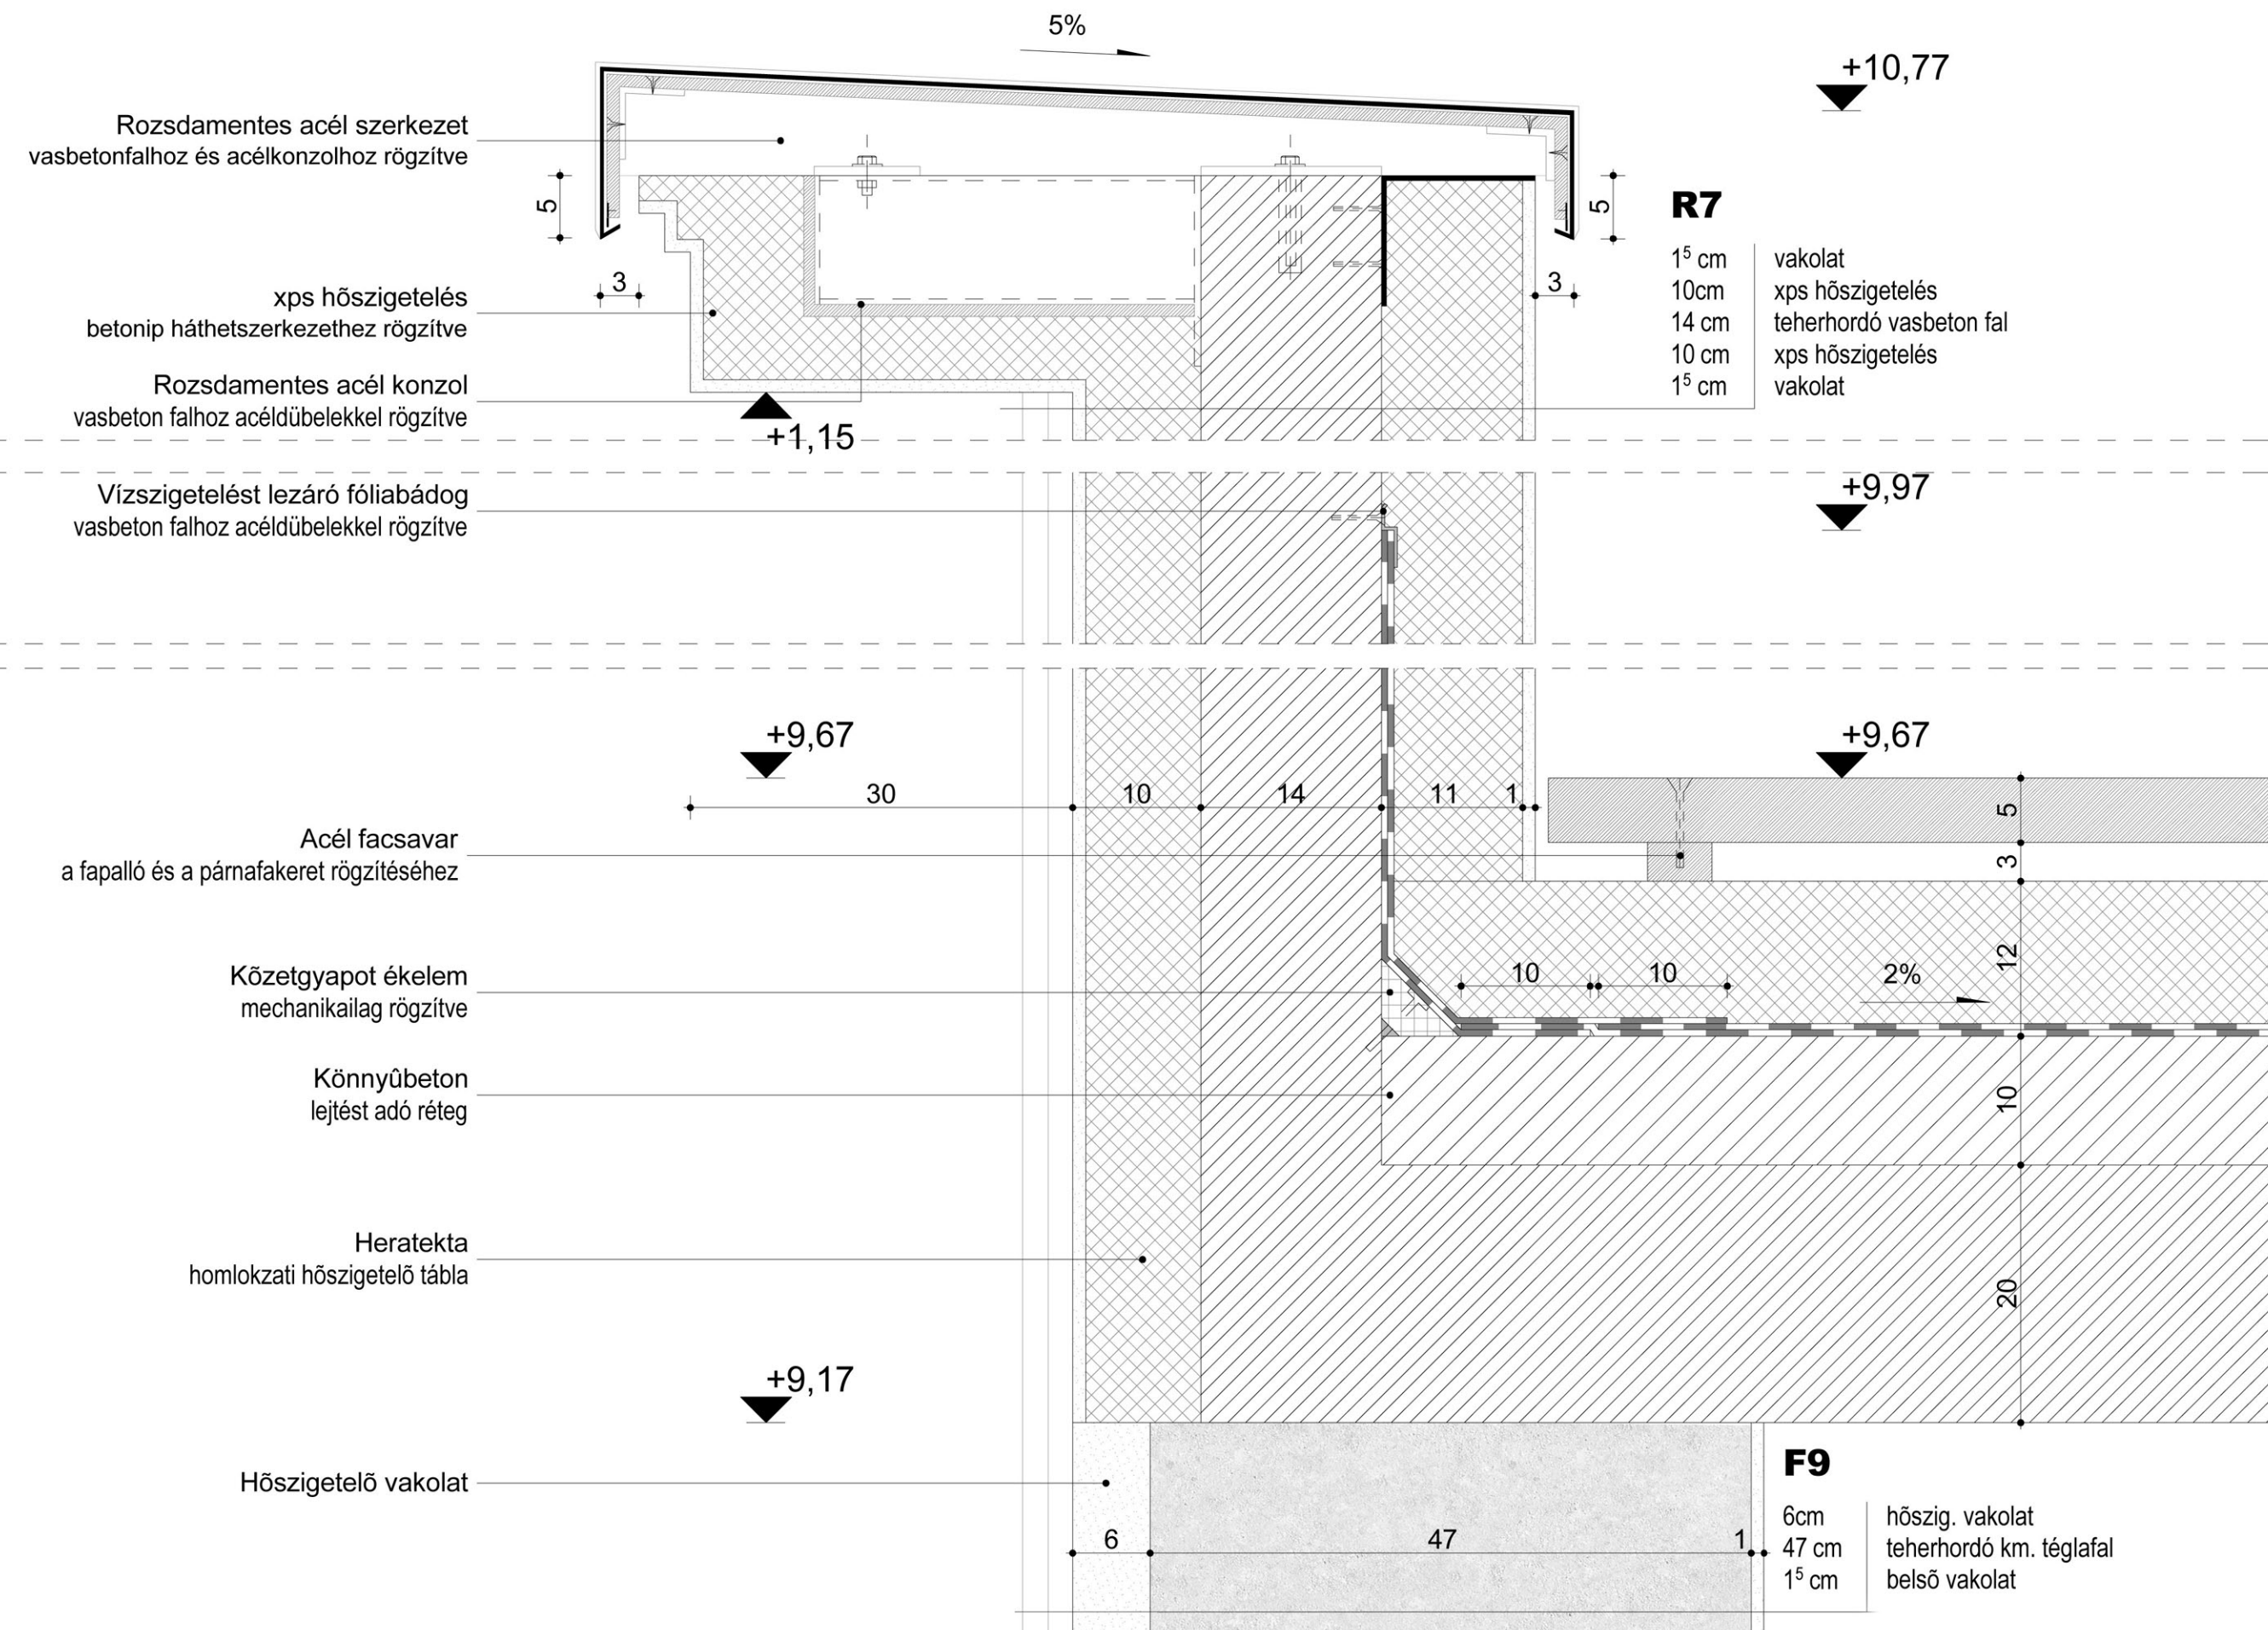 5%
+10,77
Rozsdamentes acél szerkezet
vasbetonfalhoz és acélkonzolhoz rögzítve
5
5
R7
1⁵ cm vakolat
10cm xps hõszigetelés
14 cm teherhordó vasbeton fal
10 cm xps hõszigetelés
1⁵ cm vakolat
3
3
xps hõszigetelés
betonip háthetszerkezethez rögzítve
Rozsdamentes acél konzol
vasbeton falhoz acéldübelekkel rögzítve
+1,15
Vízszigetelést lezáró fóliabádog
vasbeton falhoz acéldübelekkel rögzítve
+9,97
+9,67
+9,67
30 10 14 11 1
5
3
Acél facsavar
a fapalló és a párnafakeret rögzítéséhez
Kõzetgyapot ékelem
mechanikailag rögzítve
10 10 2%
12
Könnyûbeton
lejtést adó réteg
10
Heratekta
homlokzati hõszigetelõ tábla
20
+9,17
Hõszigetelõ vakolat
F9
6cm hõszig. vakolat
47 cm teherhordó km. téglafal
1⁵ cm belsõ vakolat
6 47 1